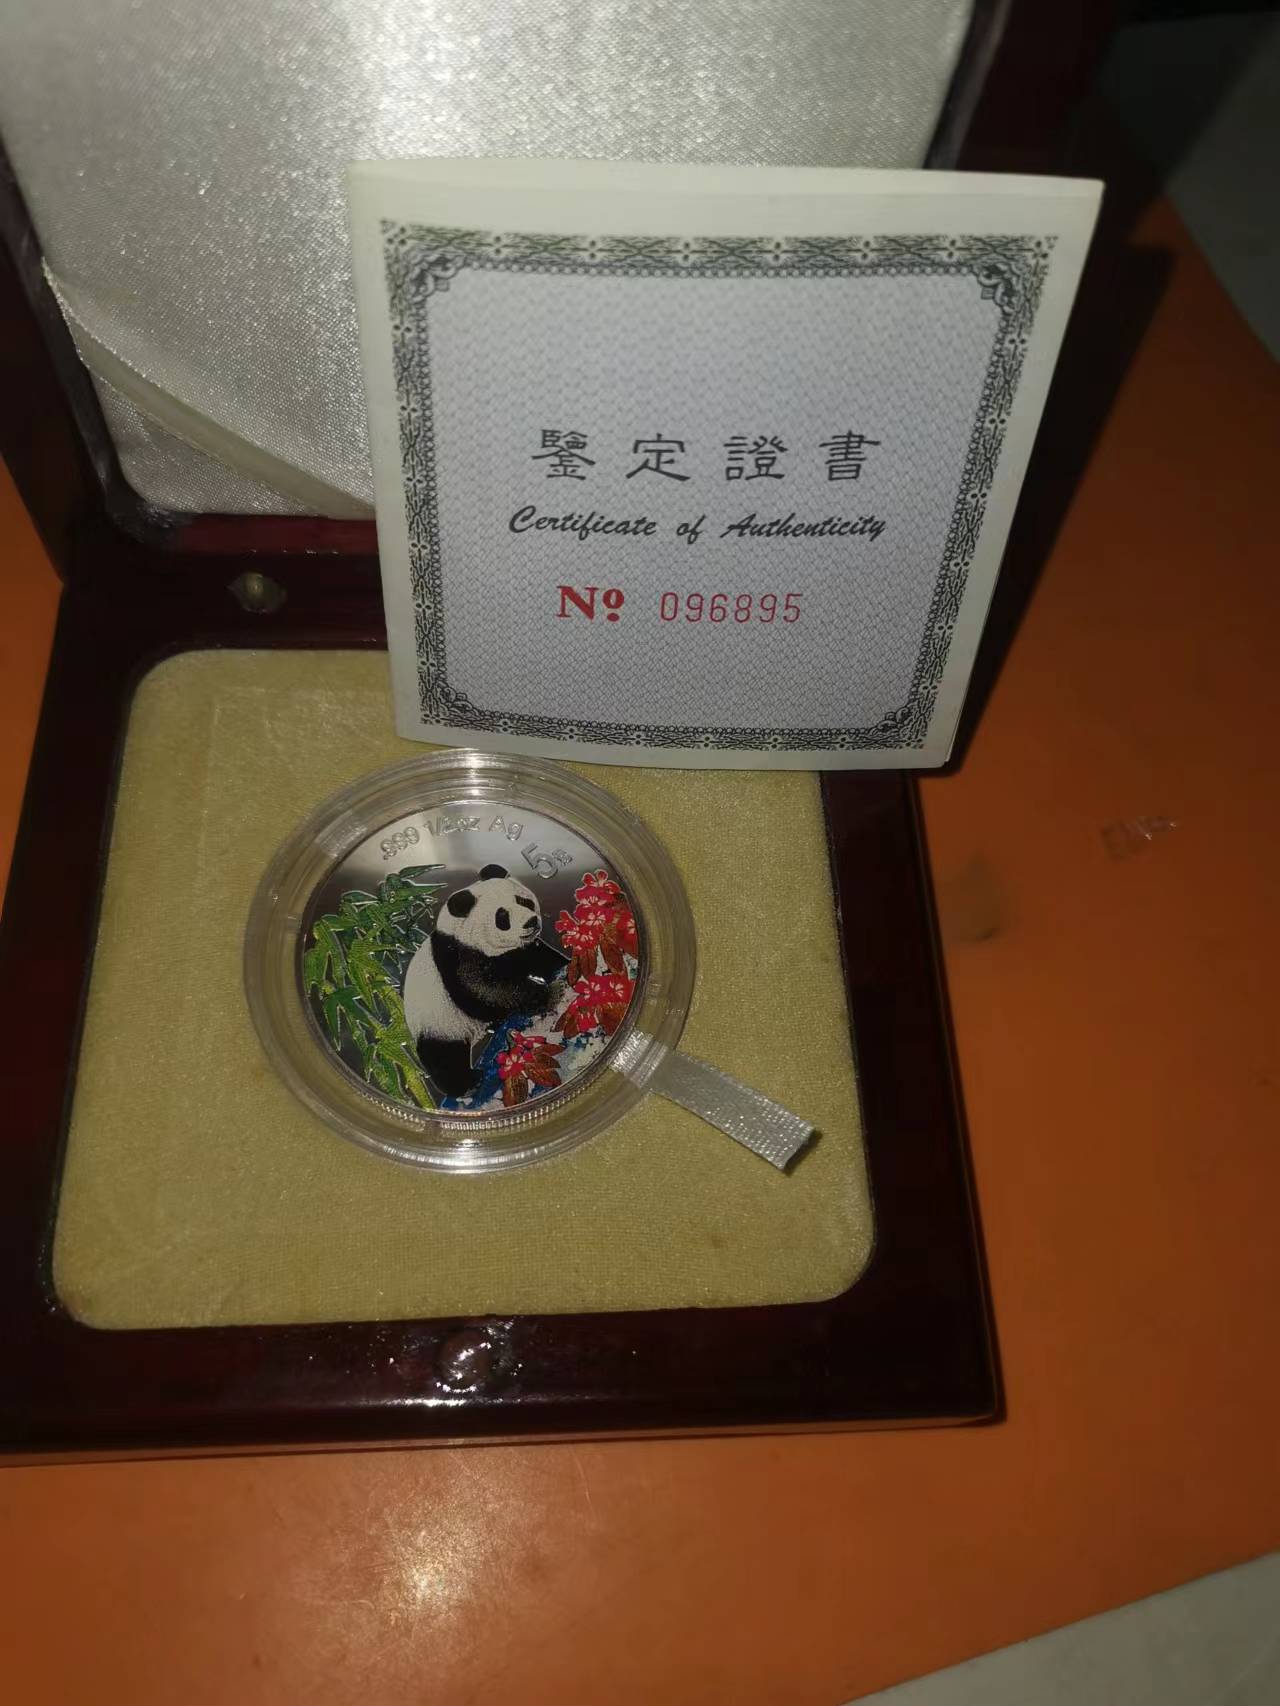 鑒定證書
Certificate of Authenticity
Nº 096895
.999 1/2oz Ag
5元